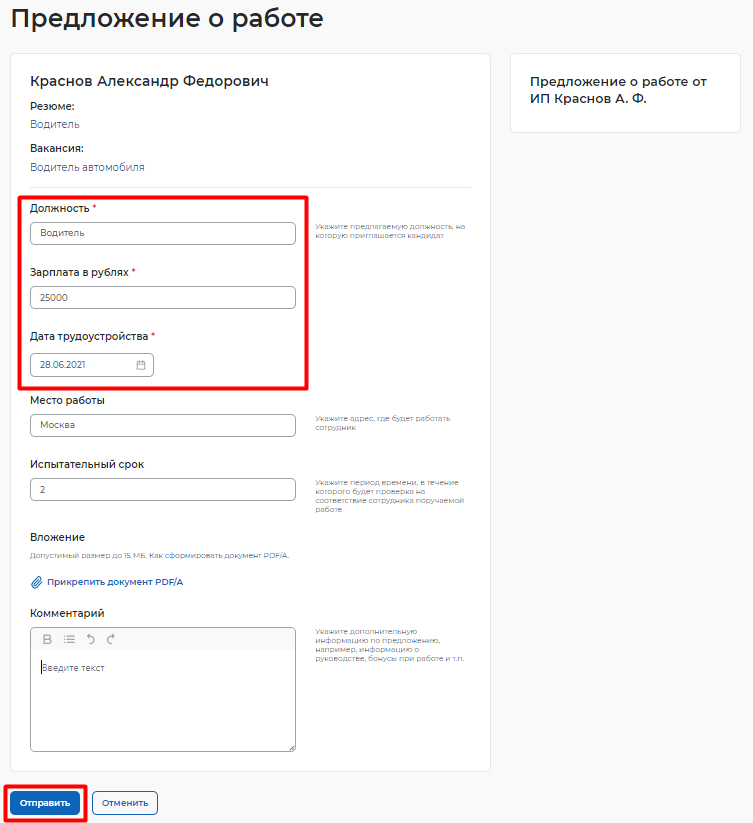 Предложение о работе
Краснов Александр Федорович
Предложение о работе от
ИП Краснов А. Ф.
Резюме:
Водитель
Вакансия:
Водитель автомобиля
Должность *
Водитель
Укажите предлагаемую должность, на
которую приглашается кандидат
Зарплата в рублях *
25000
Дата трудоустройства *
28.06.2021
Место работы
Москва
Укажите адрес, где будет работать
сотрудник
Испытательный срок
2
Укажите период времени, в течение
которого будет проверка на
соответствие сотрудника поручаемой
работе
Вложение
Допустимый размер до 15 МБ. Как сформировать документ PDF/A.
Прикрепить документ PDF/A
Комментарий
B
Введите текст
Укажите дополнительную
информацию по предложению,
например, информацию о
руководстве, бонусы при работе и т.п.
Отправить
Отменить